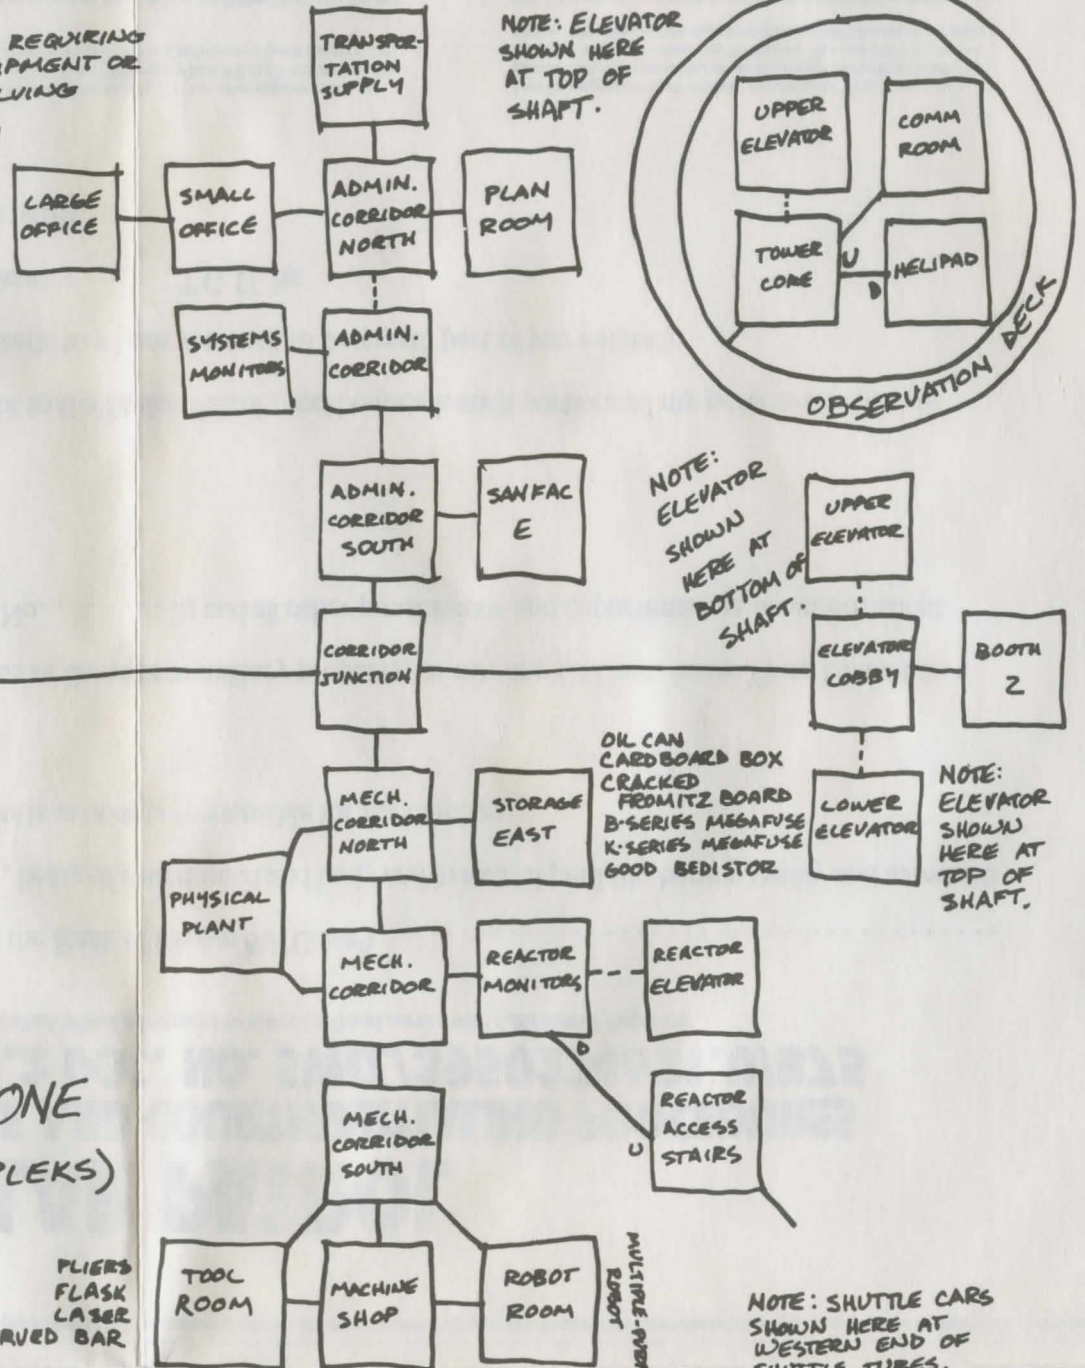 REQUIRING
IPMENT OR
LVING
TRANSPOR-
TATION
SUPPLY
NOTE: ELEVATOR
SHOWN HERE
AT TOP OF
SHAFT.
UPPER
ELEVATOR
COMM
ROOM
TOWER
CORE
U
D
HELIPAD
OBSERVATION DECK
LARGE
OFFICE
SMALL
OFFICE
ADMIN.
CORRIDOR
NORTH
PLAN
ROOM
SYSTEMS
MONITORS
ADMIN.
CORRIDOR
ADMIN.
CORRIDOR
SOUTH
SANFAC
E
NOTE:
ELEVATOR
SHOWN
HERE AT
BOTTOM OF
SHAFT.
UPPER
ELEVATOR
CORRIDOR
JUNCTION
ELEVATOR
LOBBY
BOOTH
2
MECH.
CORRIDOR
NORTH
STORAGE
EAST
OIL CAN
CARDBOARD BOX
CRACKED
FROMITZ BOARD
B-SERIES MEGAFUSE
K-SERIES MEGAFUSE
GOOD BEDISTOR
LOWER
ELEVATOR
NOTE:
ELEVATOR
SHOWN
HERE AT
TOP OF
SHAFT.
PHYSICAL
PLANT
MECH.
CORRIDOR
REACTOR
MONITORS
REACTOR
ELEVATOR
D
U
REACTOR
ACCESS
STAIRS
ONE
PLEKS)
MECH.
CORRIDOR
SOUTH
PLIERS
FLASK
LASER
RVED BAR
TOOL
ROOM
MACHINE
SHOP
ROBOT
ROOM
MULTIPLE-PURP
ROBOT
NOTE: SHUTTLE CARS
SHOWN HERE AT
WESTERN END OF
SHUTTLE TUBES.